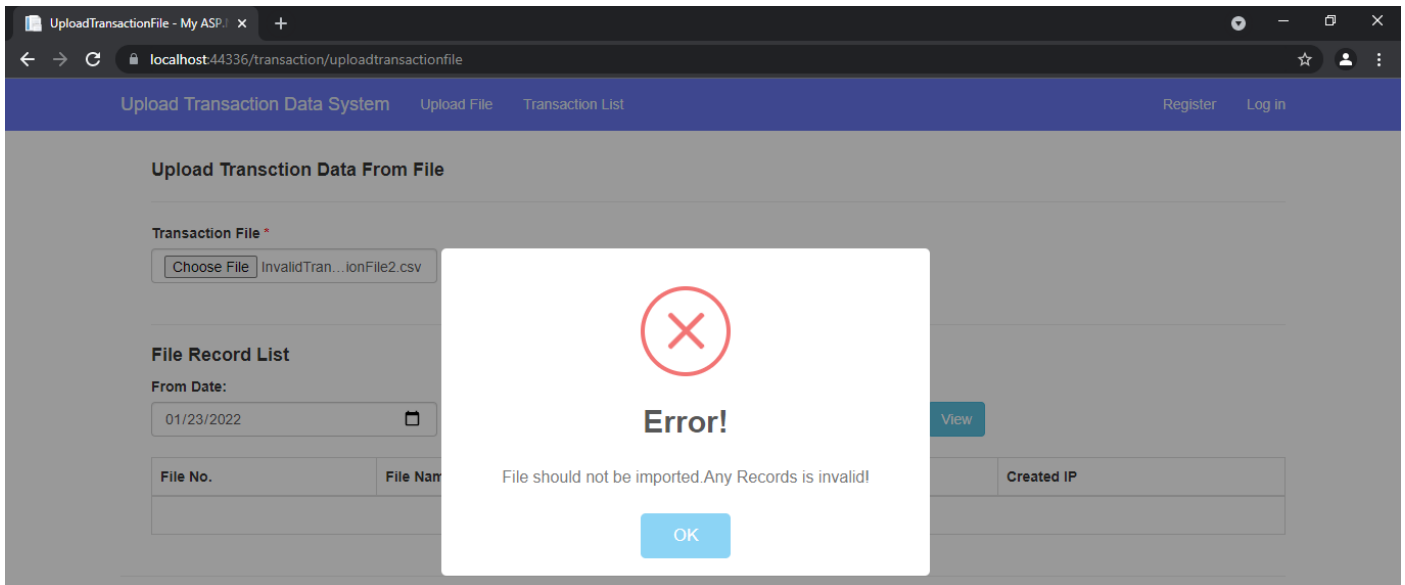 UploadTransactionFile - My ASP.
localhost:44336/transaction/uploadtransactionfile
Upload Transaction Data System Upload File Transaction List Register Log in
Upload Transction Data From File
Transaction File *
Choose File InvalidTran...ionFile2.csv
File Record List
From Date:
01/23/2022
View
File No. File Nam Created IP
Error!
File should not be imported.Any Records is invalid!
OK